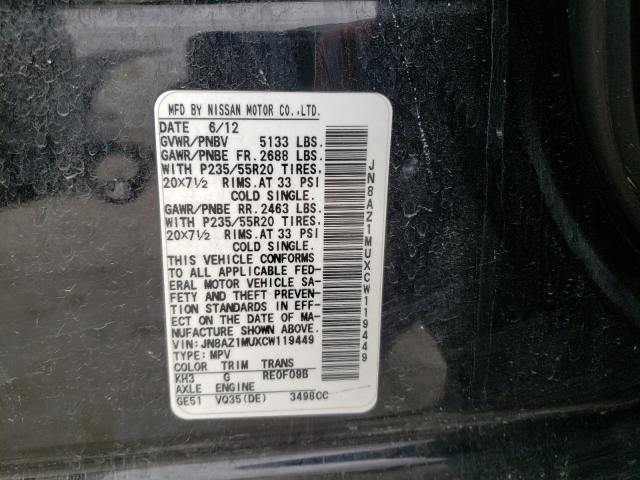 MFD BY NISSAN MOTOR CO.,LTD.
DATE 6/12
GVWR/PNBV 5133 LBS.
GAWR/PNBE FR. 2688 LBS.
WITH P235/55R20 TIRES,
20X7½ RIMS. AT 33 PSI
COLD SINGLE.
GAWR/PNBE RR. 2463 LBS.
WITH P235/55R20 TIRES,
20X7½ RIMS. AT 33 PSI
COLD SINGLE.
THIS VEHICLE CONFORMS
TO ALL APPLICABLE FED-
ERAL MOTOR VEHICLE SA-
FETY AND THEFT PREVEN-
TION STANDARDS IN EFF-
ECT ON THE DATE OF MA-
NUFACTURE SHOWN ABOVE.
VIN: JN8AZ1MUXCW119449
TYPE: MPV
COLOR TRIM TRANS
KH3 G RE0F09B
AXLE ENGINE
GE51 VQ35(DE) 3498CC
JN8AZ1MUXCW119449